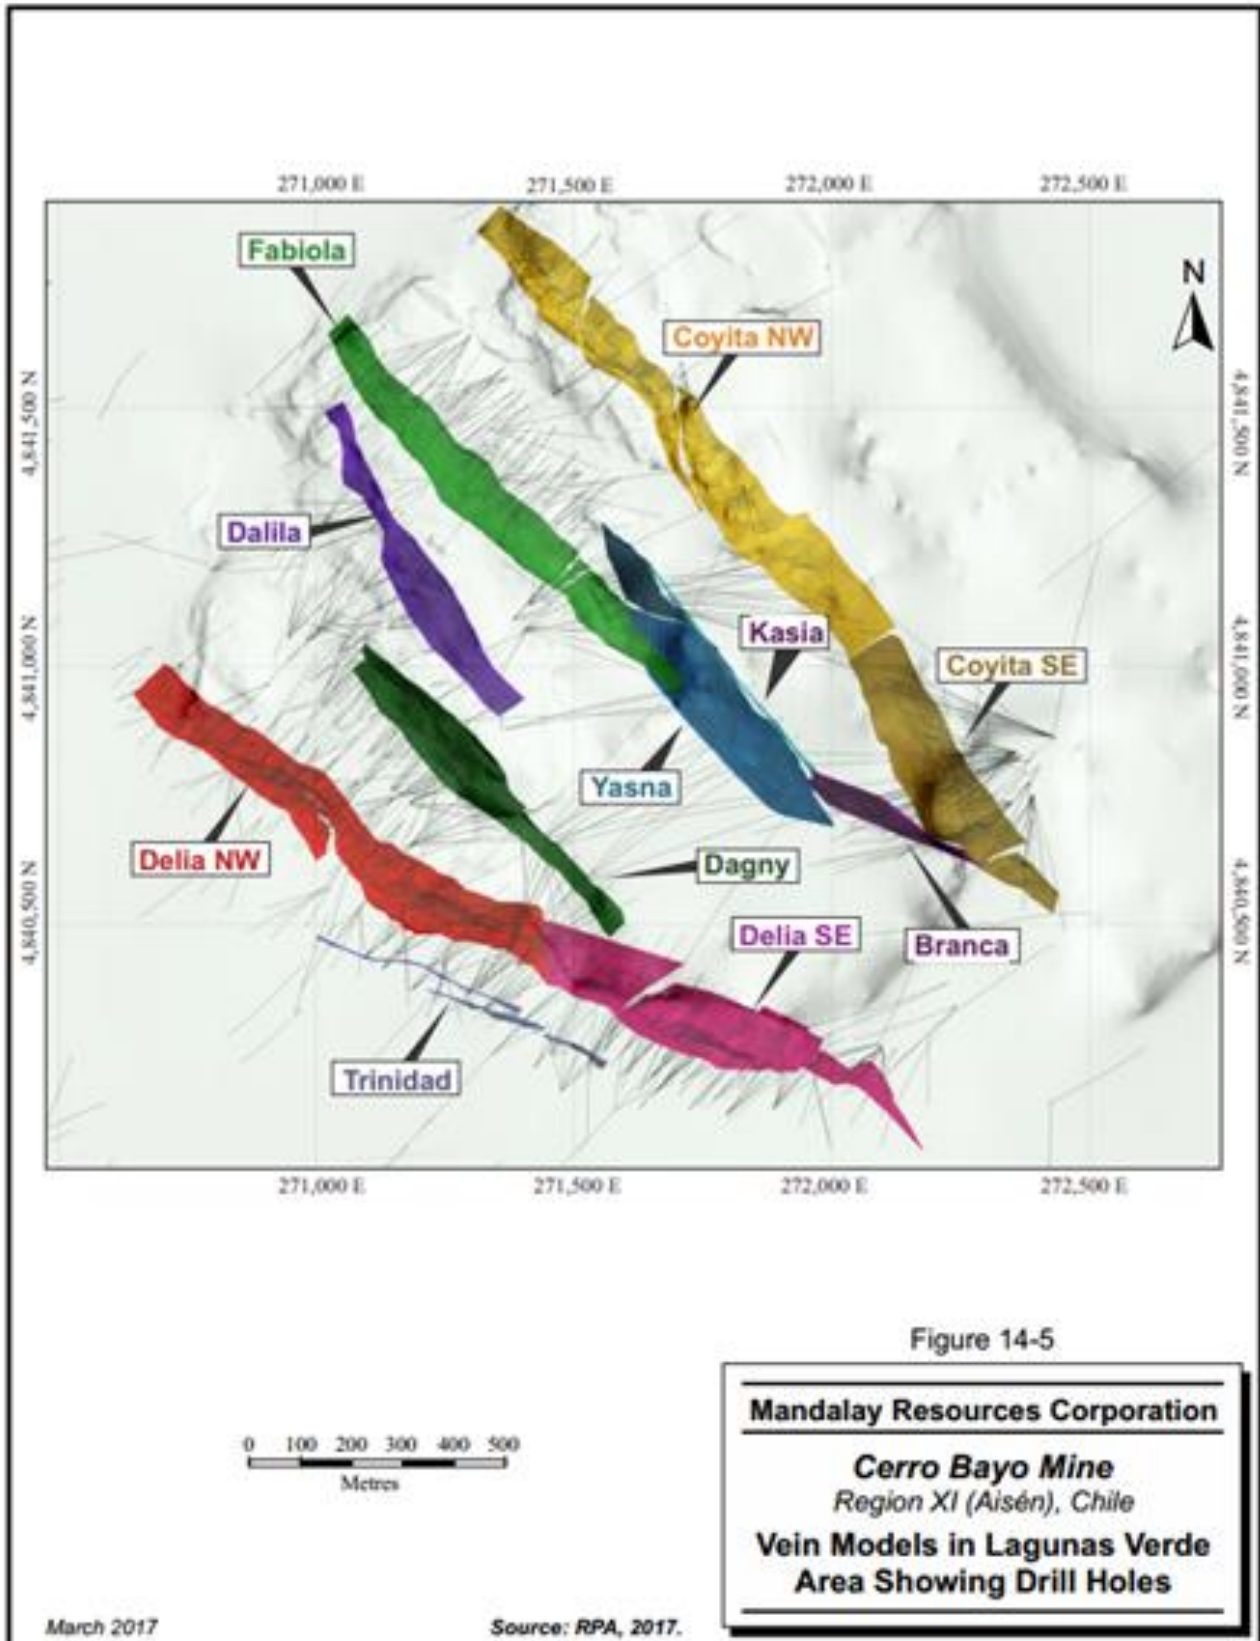 271,000 E 271,500 E 272,000 E 272,500 E
Fabiola
N
Coyita NW
4,841,500 N
4,841,500 N
Dalila
Kasia
4,841,000 N
Coyita SE
4,841,000 N
Yasna
Delia NW
Dagny
4,840,500 N
Delia SE
Branca
4,840,500 N
Trinidad
271,000 E 271,500 E 272,000 E 272,500 E
Figure 14-5
Mandalay Resources Corporation
0 100 200 300 400 500
Metres
Cerro Bayo Mine
Region XI (Aisén), Chile
Vein Models in Lagunas Verde
Area Showing Drill Holes
March 2017
Source: RPA, 2017.